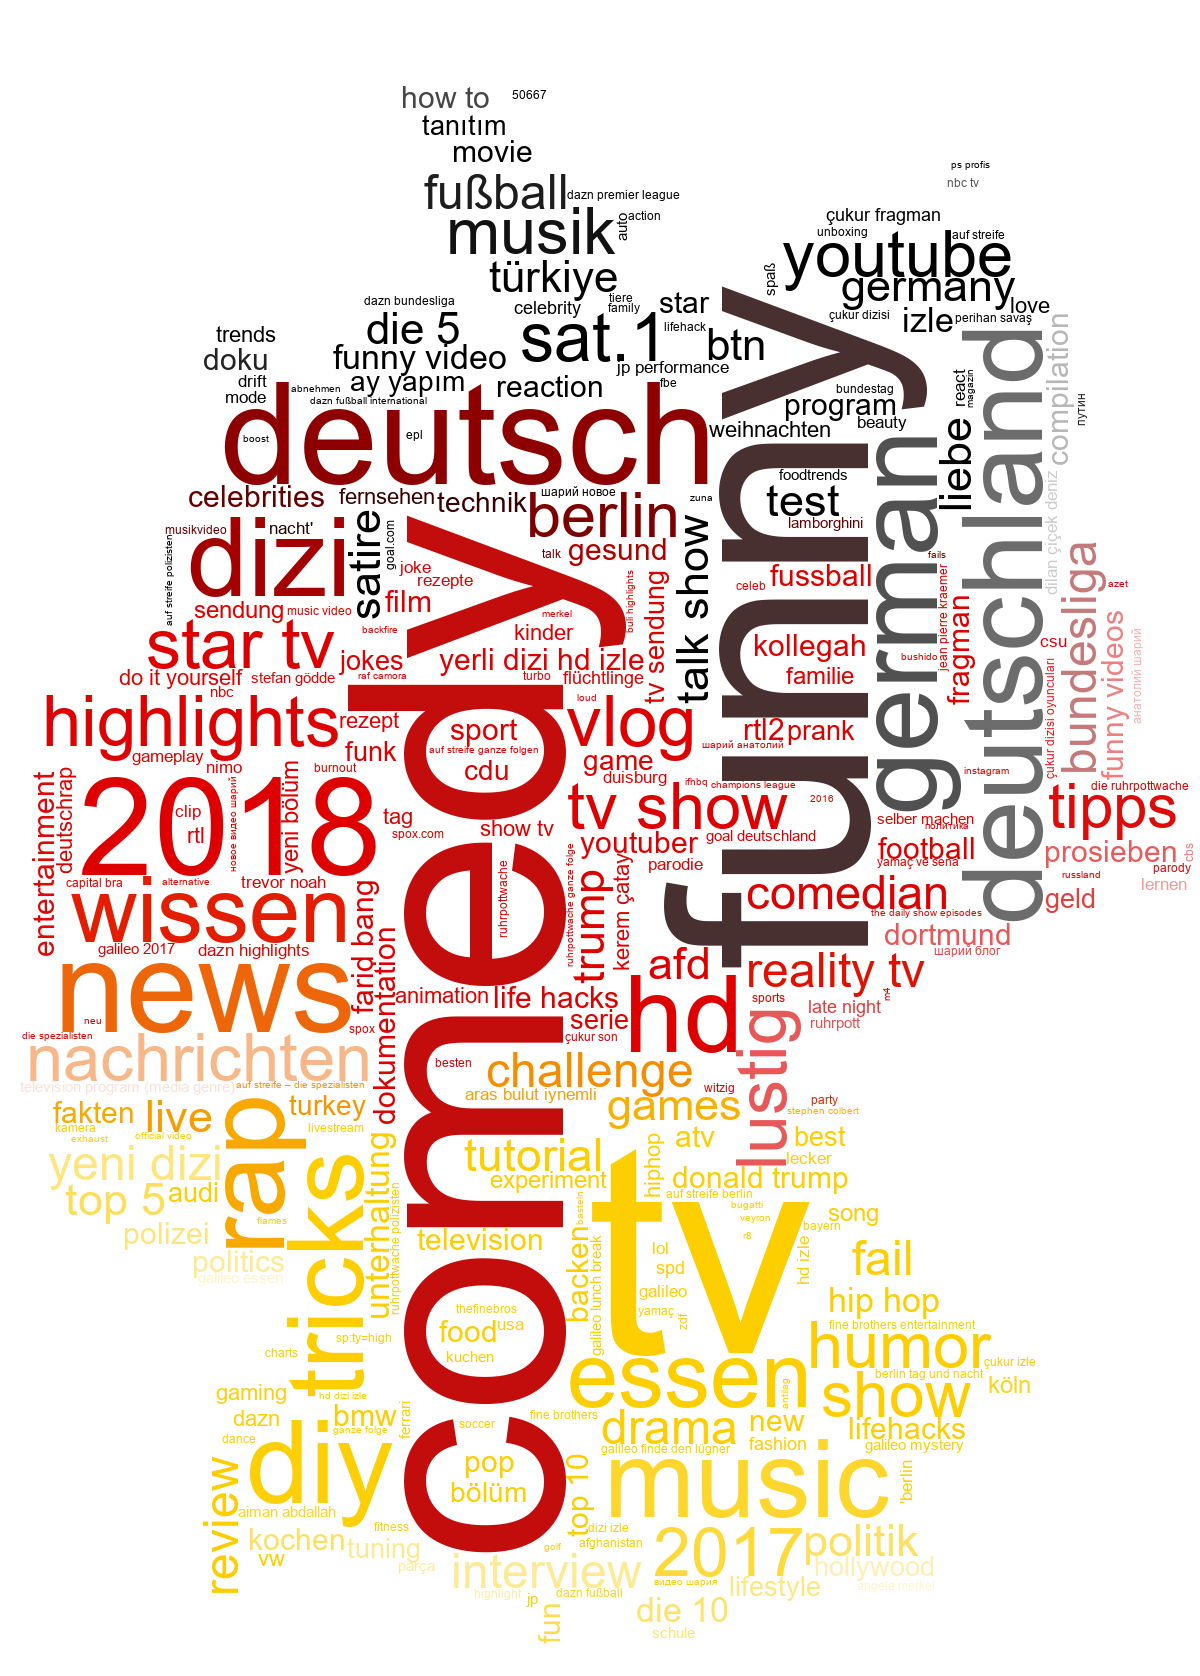 how to
50667
tanıtım
movie
ps profis
nbc tv
fußball
dazn premier league
musik
auto
action
çukur fragman
unboxing
auf streife
youtube
türkiye
spaß
germany
dazn bundesliga
celebrity
tiere
family
star
çukur dizisi
izle
love
perihan savaş
trends
die 5
sat.1
lifehack
btn
doku
funny video
jp performance
drift
abnehmen
ay yapım
reaction
fbe
bundestag
react
magazin
compilation
mode
dazn fußball international
program
beauty
путин
deutsch
boost
epl
weihnachten
funny
german
liebe
deutschland
celebrities
fernsehen
technik
шарий новое
zuna
foodtrends
test
dilan çiçek deniz
musikvideo
nacht'
berlin
lamborghini
dizi
satire
goal.com
talk
gesund
talk show
fails
auf streife polizisten
joke
rezepte
celeb
fussball
bundesliga
azet
sendung
music video
film
merkel
buli highlights
tv sendung
jean pierre kraemer
fragman
funny videos
анатолий шарий
backfire
kinder
kollegah
csu
star tv
jokes
yerli dizi hd izle
bushido
do it yourself
stefan gödde
raf camora
turbo
flüchtlinge
familie
çukur dizisi oyuncuları
nbc
loud
highlights
rezept
sport
vlog
rtl2
prank
gameplay
nimo
funk
auf streife ganze folgen
шарий анатолий
burnout
cdu
game
duisburg
ifhbq
champions league
instagram
die ruhrpottwache
entertainment
deutschrap
2018
clip
rtl
новое видео шарий
yeni bölüm
tag
spox.com
comedy
show tv
tv show
2016
selber machen
политика
tipps
youtuber
goal deutschland
football
prosieben
cbs
capital bra
alternative
trevor noah
ruhrpottwache
ruhrpottwache ganze folge
parodie
yamaç ve sena
russland
parody
lernen
wissen
farid bang
trump
kerem çatay
comedian
geld
the daily show episodes
galileo 2017
dazn highlights
dokumentation
dortmund
шарий блог
news
afd
reality tv
neu
animation
life hacks
hd
sports
late night
m4
die spezialisten
spox
serie
çukur son
ruhrpott
nachrichten
besten
challenge
lustig
television program (media genre)
auf streife – die spezialisten
aras bulut iynemli
witzig
party
fakten
live
turkey
games
stephen colbert
kamera
exhaust
official video
rap
livestream
atv
best
yeni dizi
tricks
unterhaltung
tutorial
hiphop
lecker
top 5
audi
experiment
donald trump
ruhrpottwache polizisten
basteln
tv
auf streife berlin
bugatti
flames
veyron
song
polizei
television
backen
r8
bayern
politics
lol
hd izle
fail
galileo essen
galileo lunch break
spd
galileo
hip hop
thefinebros
yamaç
zdf
sp:ty=high
food
usa
fine brothers entertainment
charts
kuchen
humor
çukur izle
essen
berlin tag und nacht
köln
gaming
hd dizi izle
antilag
show
dazn
bmw
ferrari
soccer
fine brothers
drama
new
lifehacks
dance
ganze folge
galileo finde den lügner
fashion
galileo mystery
diy
pop
top 10
music
'berlin
review
bölüm
aiman abdallah
fitness
dizi izle
kochen
tuning
golf
afghanistan
2017
politik
vw
parça
interview
видео шария
lifestyle
hollywood
angela merkel
highlight
jp
dazn fußball
fun
die 10
schule